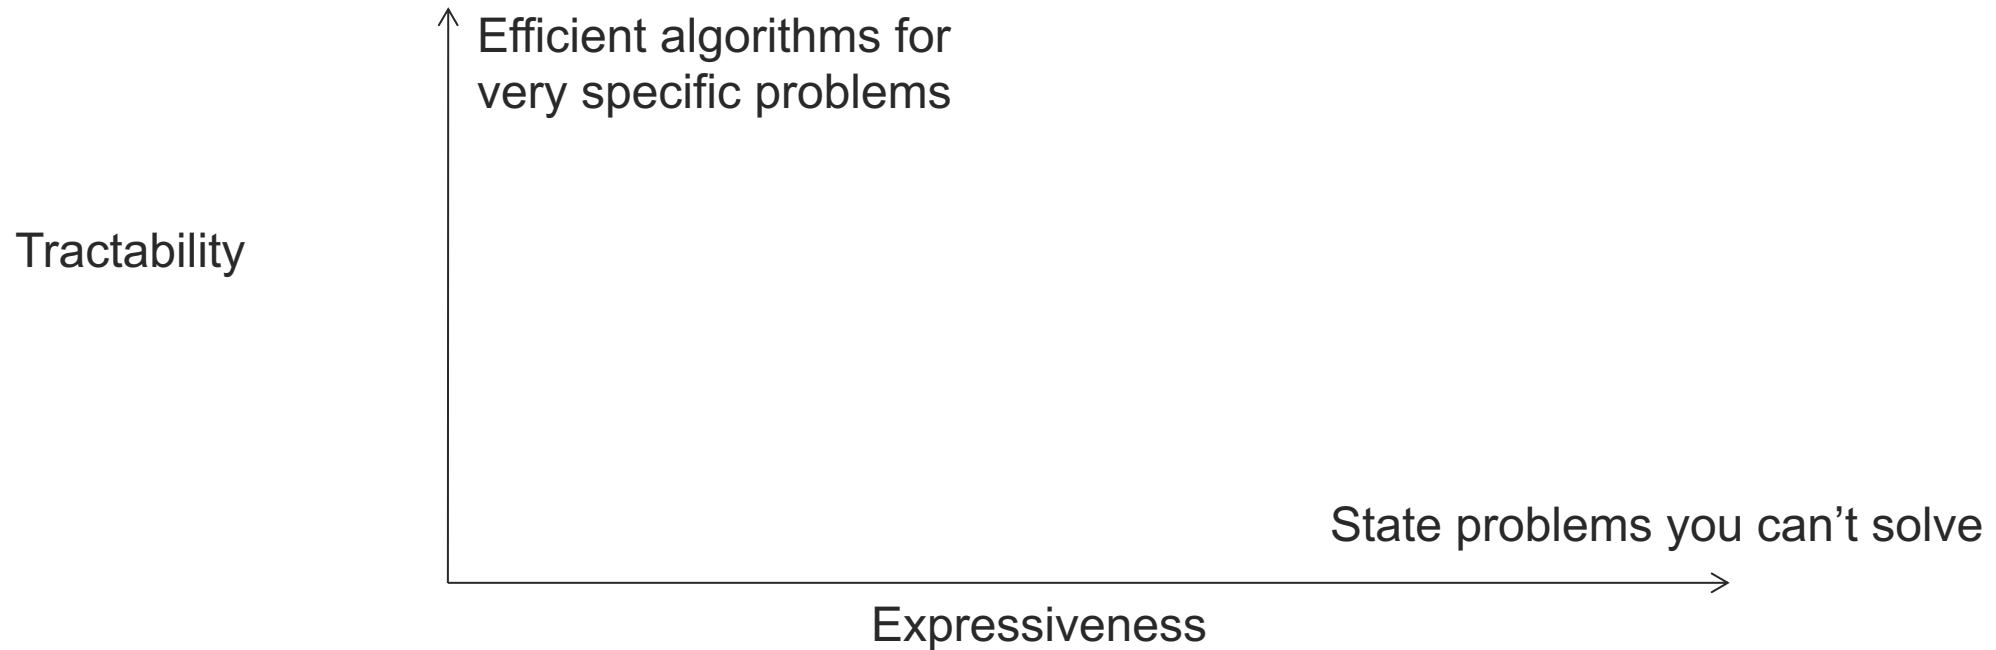 Efficient algorithms for
very specific problems
Tractability
State problems you can’t solve
Expressiveness